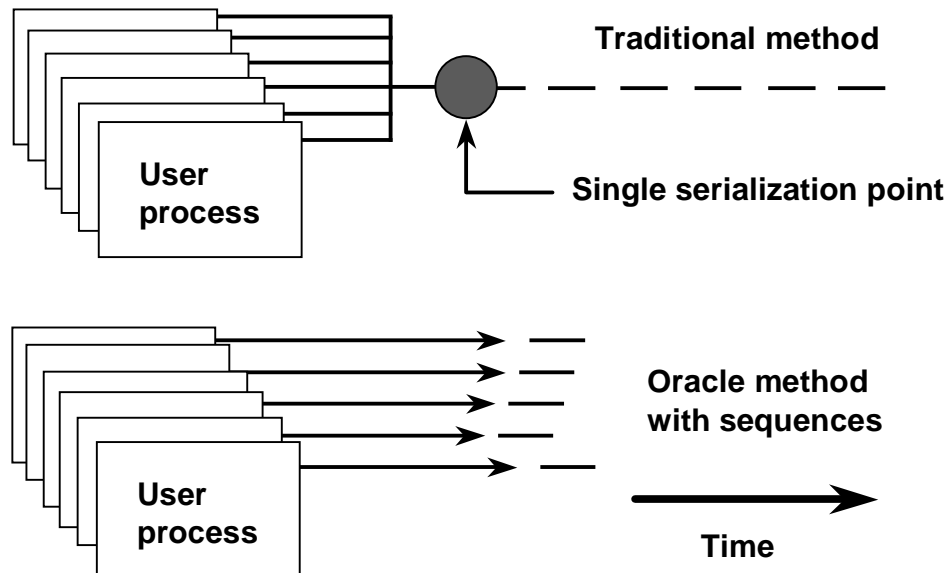 Traditional method
User
process
Single serialization point
Oracle method
with sequences
User
process
Time